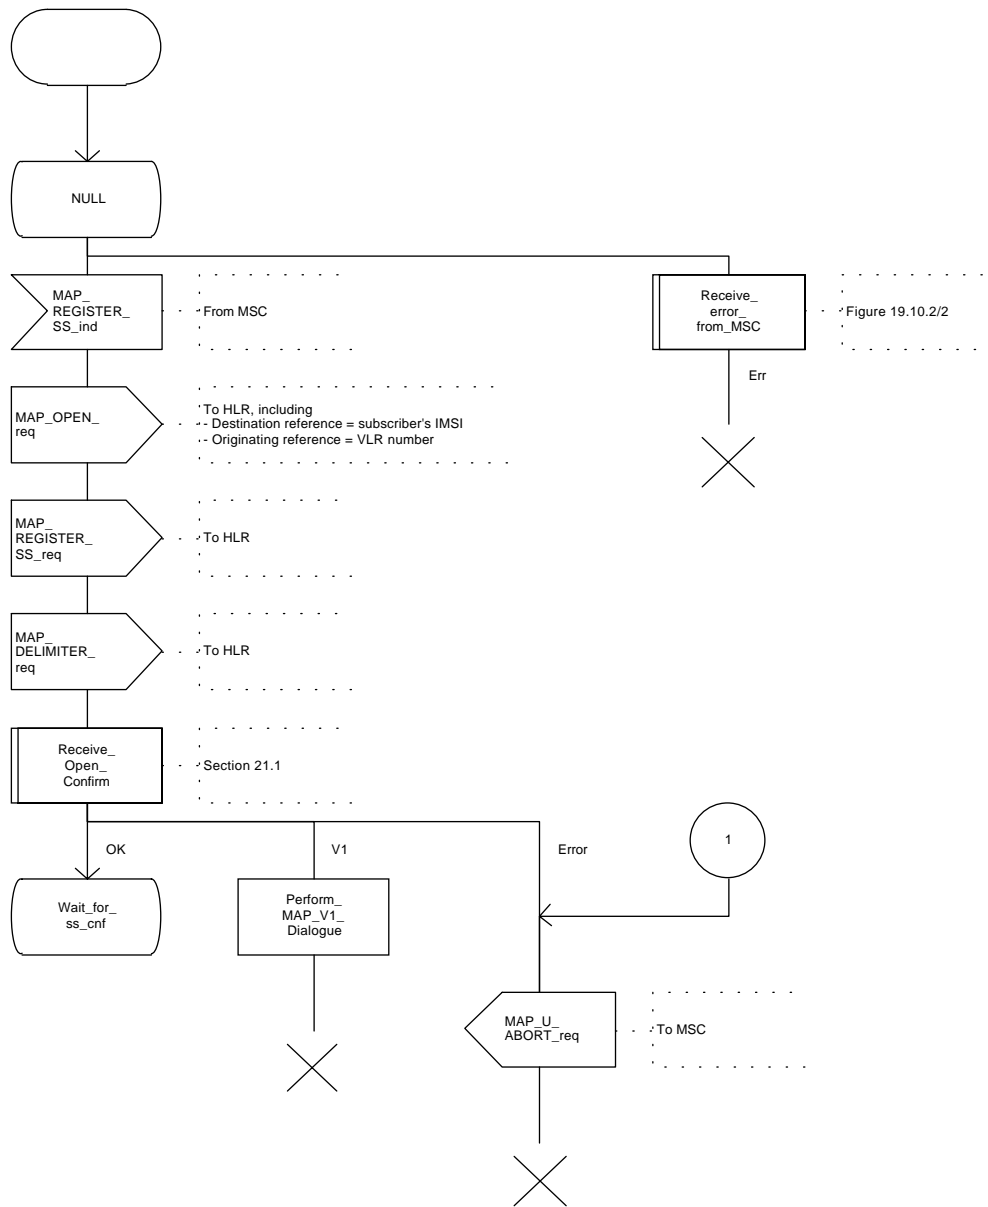 NULL
MAP_
REGISTER_
SS_ind
From MSC
Receive_
error_
from_MSC
Figure 19.10.2/2
Err
MAP_OPEN_
req
To HLR, including
- Destination reference = subscriber's IMSI
- Originating reference = VLR number
MAP_
REGISTER_
SS_req
To HLR
MAP_
DELIMITER_
req
To HLR
Receive_
Open_
Confirm
Section 21.1
OK
V1
Error
1
Wait_for_
ss_cnf
Perform_
MAP_V1_
Dialogue
MAP_U_
ABORT_req
To MSC